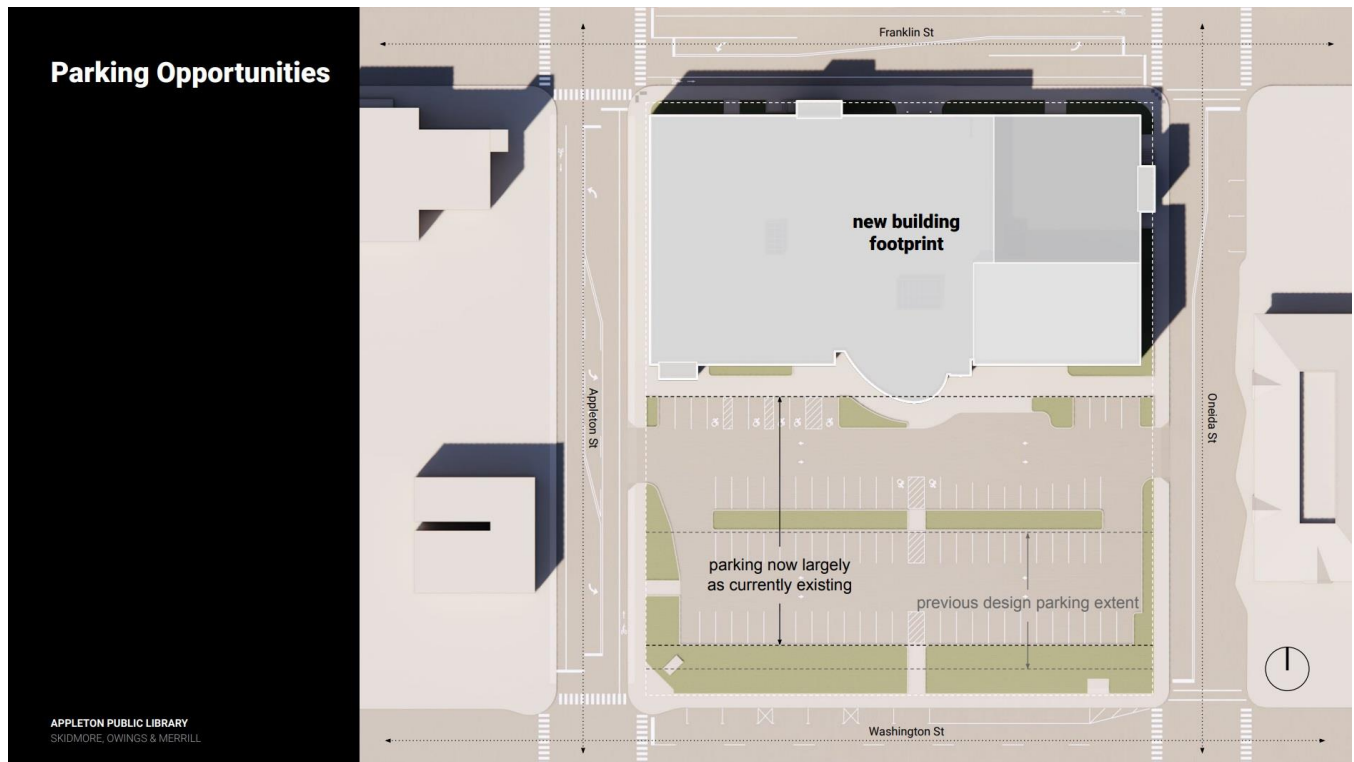 Parking Opportunities
Franklin St
new building
footprint
Appleton St
Oneida St
parking now largely
as currently existing
previous design parking extent
Washington St
APPLETON PUBLIC LIBRARY
SKIDMORE, OWINGS & MERRILL